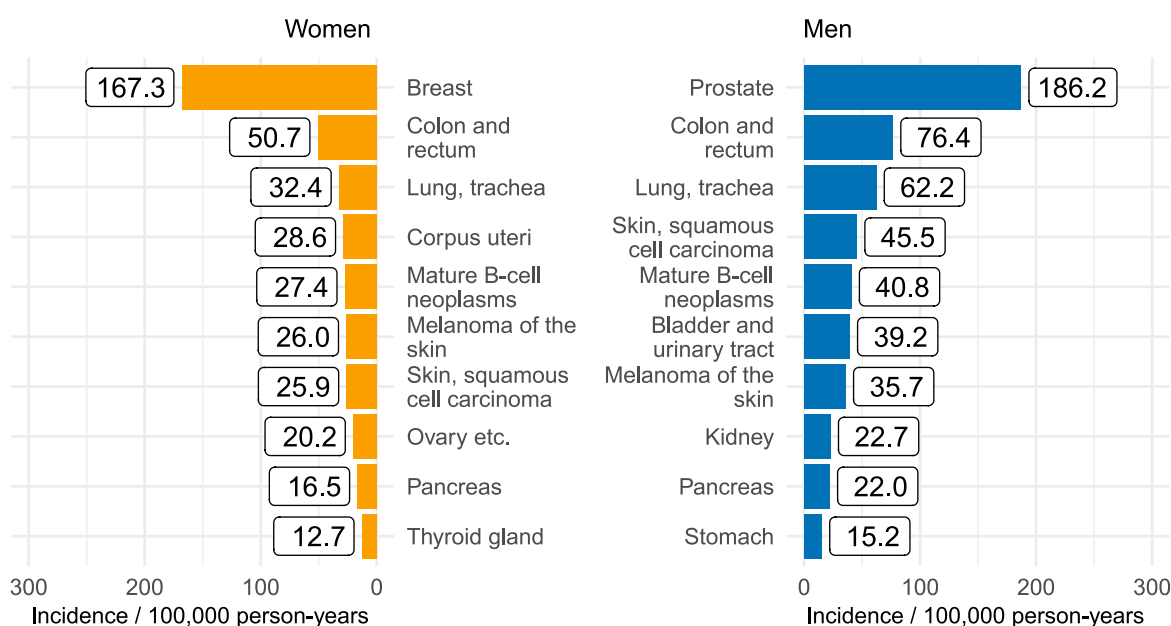 Women
167.3
Breast
50.7
Colon and
rectum
32.4
Lung, trachea
28.6
Corpus uteri
27.4
Mature B-cell
neoplasms
26.0
Melanoma of the
skin
25.9
Skin, squamous
cell carcinoma
20.2
Ovary etc.
16.5
Pancreas
12.7
Thyroid gland
300
200
100
0
Incidence / 100,000 person-years
Men
Prostate
186.2
Colon and
rectum
76.4
Lung, trachea
62.2
Skin, squamous
cell carcinoma
45.5
Mature B-cell
neoplasms
40.8
Bladder and
urinary tract
39.2
Melanoma of the
skin
35.7
Kidney
22.7
Pancreas
22.0
Stomach
15.2
0
100
200
300
Incidence / 100,000 person-years